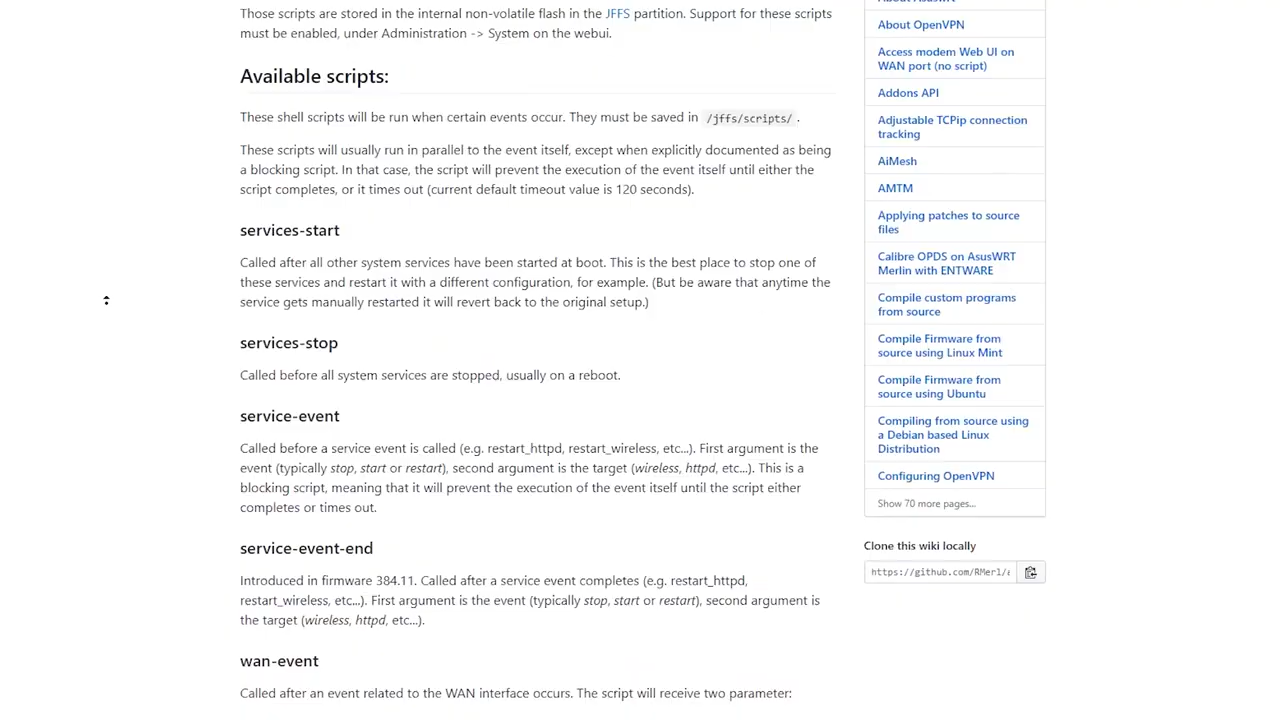 Those scripts are stored in the internal non-volatile flash in the JFFS partition. Support for these scripts
must be enabled, under Administration -> System on the webui.
Available scripts:
These shell scripts will be run when certain events occur. They must be saved in /jffs/scripts/ .
These scripts will usually run in parallel to the event itself, except when explicitly documented as being
a blocking script. In that case, the script will prevent the execution of the event itself until either the
script completes, or it times out (current default timeout value is 120 seconds).
services-start
Called after all other system services have been started at boot. This is the best place to stop one of
these services and restart it with a different configuration, for example. (But be aware that anytime the
service gets manually restarted it will revert back to the original setup.)
services-stop
Called before all system services are stopped, usually on a reboot.
service-event
Called before a service event is called (e.g. restart_httpd, restart_wireless, etc...). First argument is the
event (typically stop, start or restart), second argument is the target (wireless, httpd, etc...). This is a
blocking script, meaning that it will prevent the execution of the event itself until the script either
completes or times out.
service-event-end
Introduced in firmware 384.11. Called after a service event completes (e.g. restart_httpd,
restart_wireless, etc...). First argument is the event (typically stop, start or restart), second argument is
the target (wireless, httpd, etc...).
wan-event
Called after an event related to the WAN interface occurs. The script will receive two parameter:
About OpenVPN
Access modem Web UI on
WAN port (no script)
Addons API
Adjustable TCPip connection
tracking
AiMesh
AMTM
Applying patches to source
files
Calibre OPDS on AsusWRT
Merlin with ENTWARE
Compile custom programs
from source
Compile Firmware from
source using Linux Mint
Compile Firmware from
source using Ubuntu
Compiling from source using
a Debian based Linux
Distribution
Configuring OpenVPN
Show 70 more pages...
Clone this wiki locally
https://github.com/RMerl/